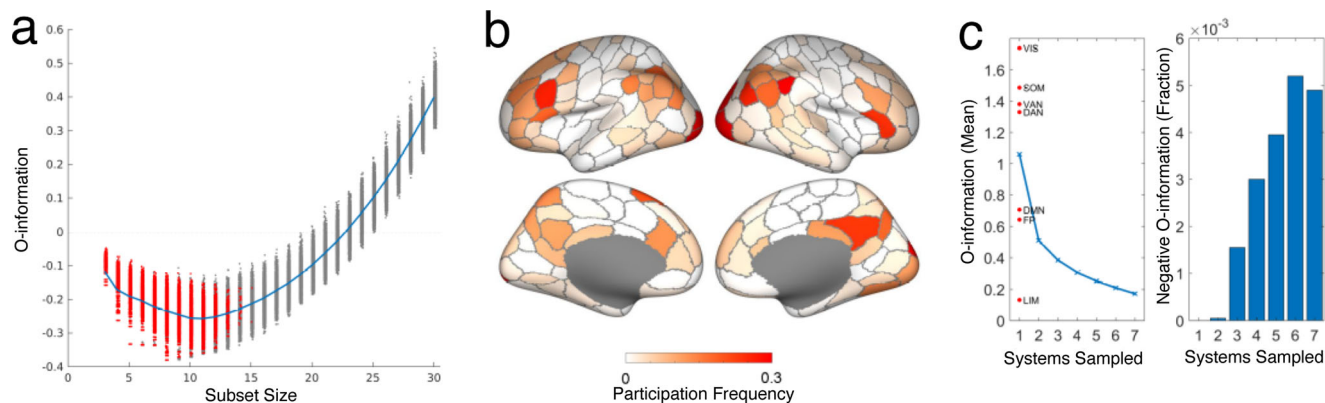 a
0.6
0.5
0.4
0.3
0.2
0.1
0
-0.1
-0.2
-0.3
-0.4
O-information
0 5 10 15 20 25 30
Subset Size
b
0 0.3
Participation Frequency
c
1.6
1.4
1.2
1
0.8
0.6
0.4
0.2
0
O-information (Mean)
VIS
SOM
VAN
DAN
DMN
FP
LIM
1 2 3 4 5 6 7
Systems Sampled
6 × 10⁻³
5
4
3
2
1
0
Negative O-information (Fraction)
1 2 3 4 5 6 7
Systems Sampled